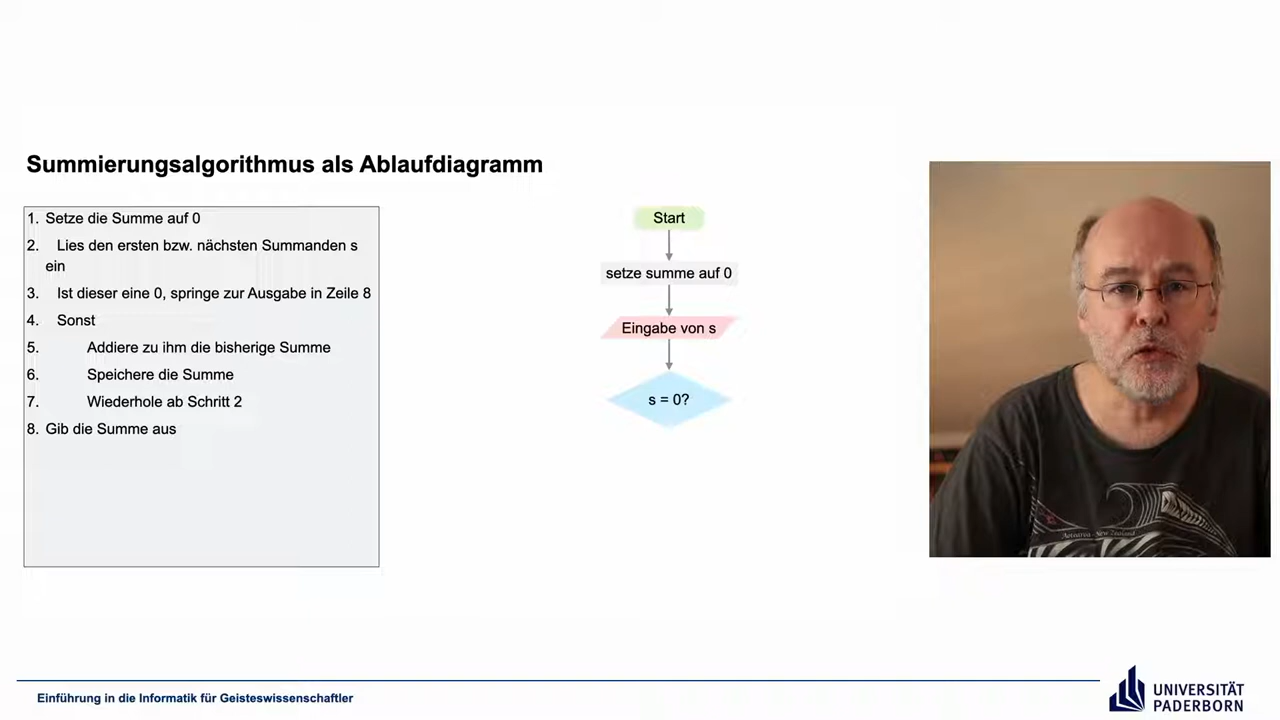 Summierungsalgorithmus als Ablaufdiagramm
1. Setze die Summe auf 0
2. Lies den ersten bzw. nächsten Summanden s
ein
3. Ist dieser eine 0, springe zur Ausgabe in Zeile 8
4. Sonst
5. Addiere zu ihm die bisherige Summe
6. Speichere die Summe
7. Wiederhole ab Schritt 2
8. Gib die Summe aus
Start
setze summe auf 0
Eingabe von s
s = 0?
Aotearoa - New Zealand
Einführung in die Informatik für Geisteswissenschaftler
UNIVERSITÄT
PADERBORN